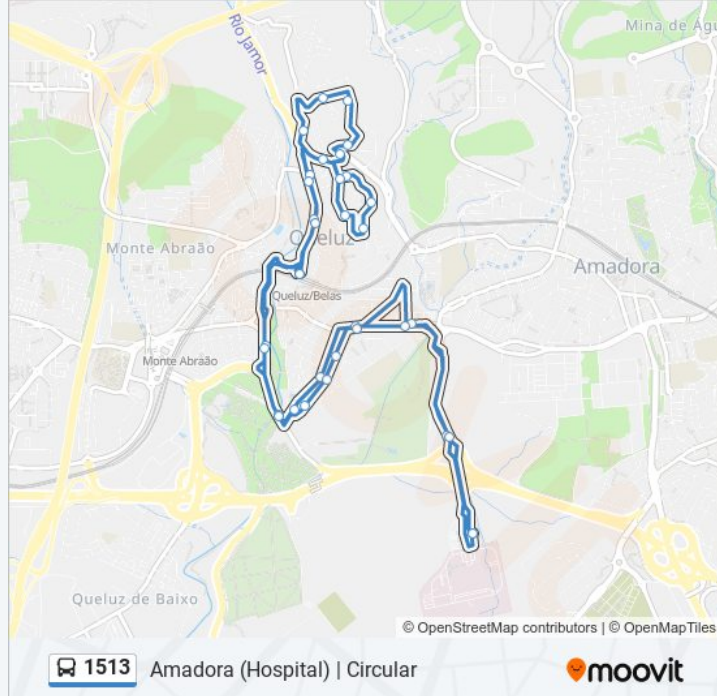 Rio Jamor
Mina de Águ
Monte Abraão
Queluz
Amadora
Queluz/Belas
Monte Abraão
Queluz de Baixo
© OpenStreetMap contributors | © OpenMapTiles
1513 Amadora (Hospital) | Circular
moovit